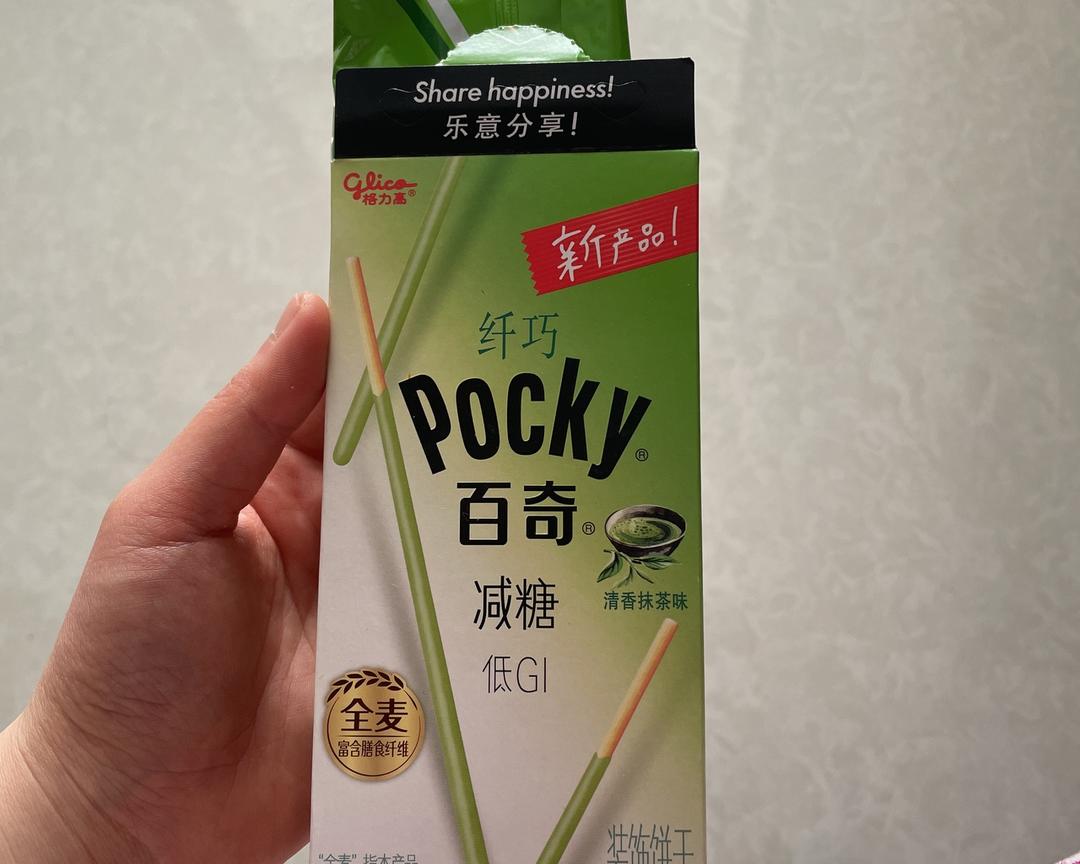 Share happiness!
乐意分享!
Glico
格力高®
新产品!
纤巧
Pocky®
百奇®
减糖
清香抹茶味
低GI
全麦
富含膳食纤维
装饰饼干
"全麦" 指本产品